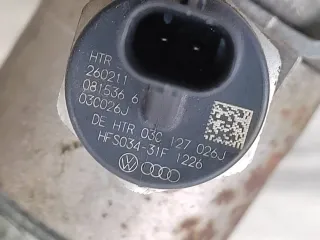 HTR
260211
081536 6
03C026J
DE HTR 03C 127 026J
HFS034-31F 1226